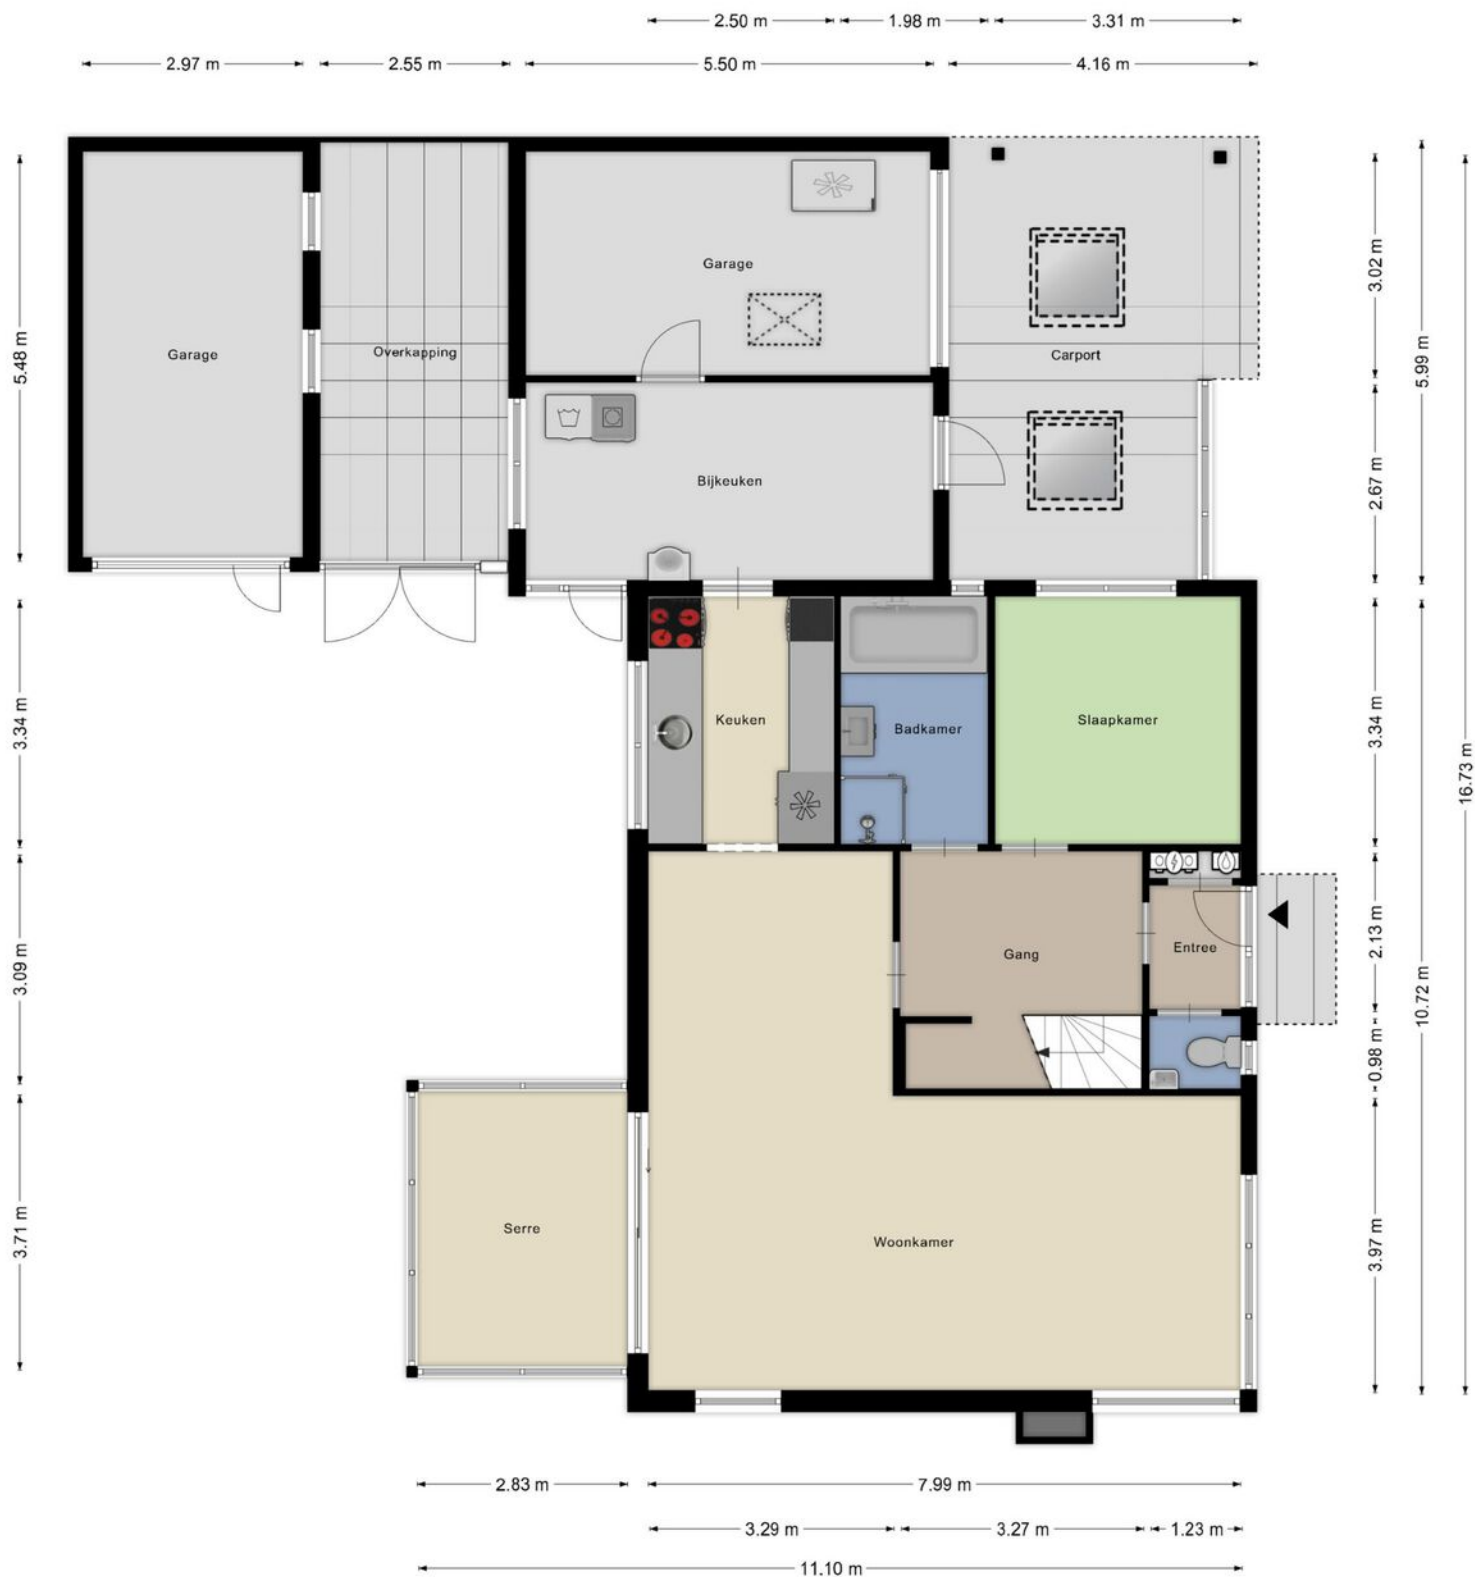 2.50 m
1.98 m
3.31 m
2.97 m
2.55 m
5.50 m
4.16 m
Garage
Overkapping
Garage
Carport
Bijkeuken
5.48 m
3.34 m
3.09 m
3.71 m
3.02 m
2.67 m
3.34 m
2.13 m
0.98 m
3.97 m
5.99 m
10.72 m
16.73 m
Keuken
Badkamer
Slaapkamer
Gang
Entree
Serre
Woonkamer
2.83 m
7.99 m
3.29 m
3.27 m
1.23 m
11.10 m